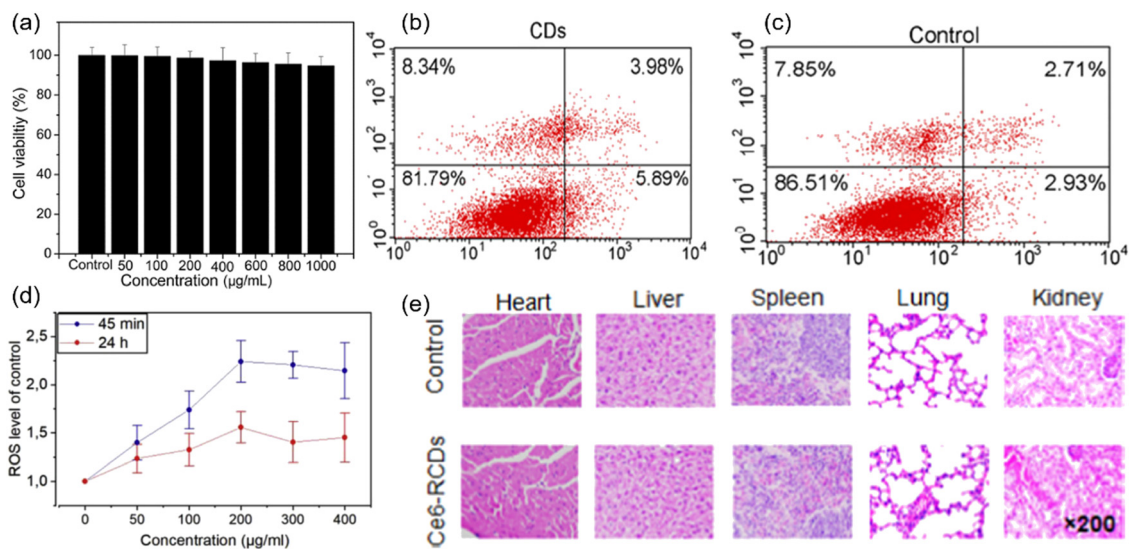 (a)
Cell viabiltiy (%)
120
100
80
60
40
20
0
Control 50 100 200 400 600 800 1000
Concentration (μg/mL)
(b)
CDs
8.34% 3.98%
81.79% 5.89%
10⁴
10³
10²
10¹
10⁰
10⁰ 10¹ 10² 10³ 10⁴
(c)
Control
7.85% 2.71%
86.51% 2.93%
10⁴
10³
10²
10¹
10⁰
10⁰ 10¹ 10² 10³ 10⁴
(d)
45 min
24 h
ROS level of control
2,5
2,0
1,5
1,0
0 50 100 200 300 400
Concentration (μg/ml)
(e)
Heart Liver Spleen Lung Kidney
Control
Ce6-RCDs
×200